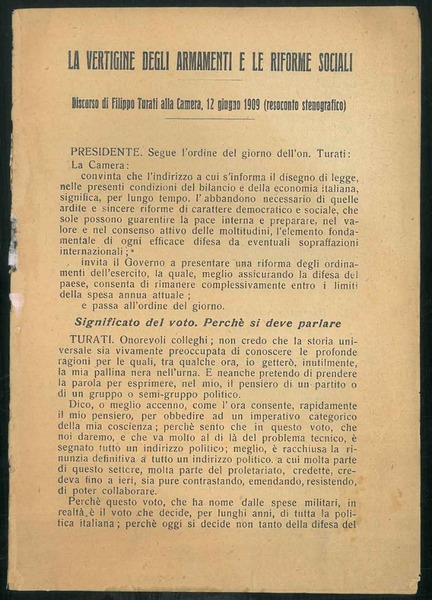 LA VERTIGINE DEGLI ARMAMENTI E LE RIFORME SOCIALI
Discorso di Filippo Turati alla Camera, 12 giugno 1909 (resoconto stenografico)
PRESIDENTE. Segue l'ordine del giorno dell'on. Turati:
La Camera:
convinta che l'indirizzo a cui s'informa il disegno di legge,
nelle presenti condizioni del bilancio e della economia italiana,
significa, per lungo tempo, l'abbandono necessario di quelle
ardite e sincere riforme di carattere democratico e sociale, che
sole possono guarentire la pace interna e preparare, nel va-
lore e nel consenso attivo delle moltitudini, l'elemento fonda-
mentale di ogni efficace difesa da eventuali sopraffazioni
internazionali;
invita il Governo a presentare una riforma degli ordina-
menti dell'esercito, la quale, meglio assicurando la difesa del
paese, consenta di rimanere complessivamente entro i limiti
della spesa annua attuale;
e passa all'ordine del giorno.
Significato del voto. Perchè si deve parlare
TURATI. Onorevoli colleghi; non credo che la storia uni-
versale sia vivamente preoccupata di conoscere le profonde
ragioni per le quali, tra qualche ora, io getterò, inutilmente,
la mia pallina nera nell'urna. E neanche pretendo di prendere
la parola per esprimere, nel mio, il pensiero di un partito o
di un gruppo o semi-gruppo politico.
Dico, o meglio accenno, come l'ora consente, rapidamente
il mio pensiero, per obbedire ad un imperativo categorico
della mia coscienza; perchè sento che in questo voto, che
noi daremo, e che va molto al di là del problema tecnico, è
segnato tutto un indirizzo politico; meglio, è racchiusa la ri-
nunzia definitiva a tutto un indirizzo politico, a cui molta parte
di questo settore, molta parte del proletariato, credette, cre-
deva fino a ieri, sia pure contrastando, emendando, resistendo,
di poter collaborare.
Perchè questo voto, che ha nome dalle spese militari, in
realtà è il voto che decide, per lunghi anni, di tutta la poli-
tica italiana; perchè oggi si decide non tanto della difesa del